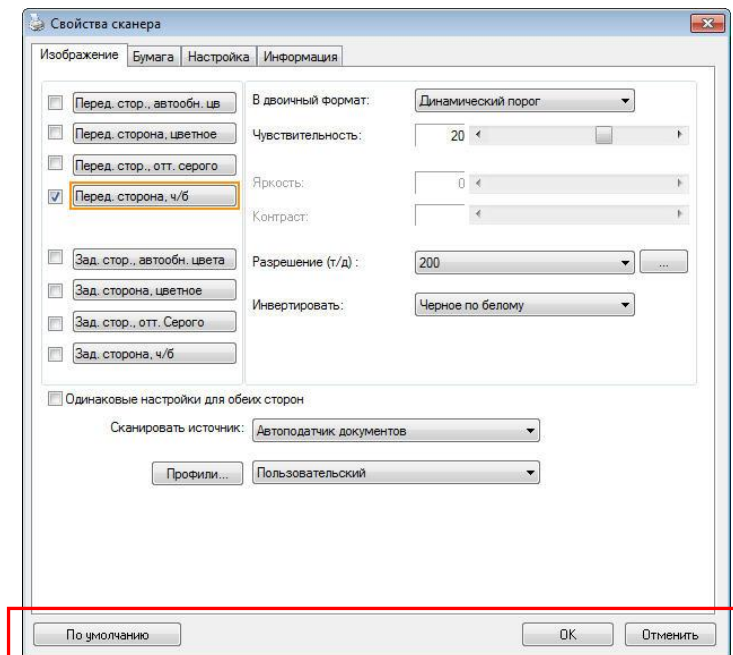 Свойства сканера
Изображение Бумага Настройка Информация
Перед. стор., автообн. цв
Перед. сторона, цветное
Перед. стор., отт. серого
Перед. сторона, ч/б
Зад. стор., автообн. цвета
Зад. сторона, цветное
Зад. стор., отт. Серого
Зад. сторона, ч/б
В двоичный формат: Динамический порог
Чувствительность: 20
Яркость: 0
Контраст:
Разрешение (т/д) : 200 ...
Инвертировать: Черное по белому
Одинаковые настройки для обеих сторон
Сканировать источник: Автоподатчик документов
Профили... Пользовательский
По умолчанию OK Отменить